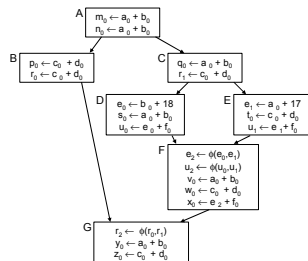 A
m₀ ← a₀ + b₀
n₀ ← a₀ + b₀
B
p₀ ← c₀ + d₀
r₀ ← c₀ + d₀
C
q₀ ← a₀ + b₀
r₁ ← c₀ + d₀
D
e₀ ← b₀ + 18
s₀ ← a₀ + b₀
u₀ ← e₀ + f₀
E
e₁ ← a₀ + 17
t₀ ← c₀ + d₀
u₁ ← e₁ + f₀
F
e₂ ← ϕ(e₀,e₁)
u₂ ← ϕ(u₀,u₁)
v₀ ← a₀ + b₀
w₀ ← c₀ + d₀
x₀ ← e₂ + f₀
G
r₂ ← ϕ(r₀,r₁)
y₀ ← a₀ + b₀
z₀ ← c₀ + d₀